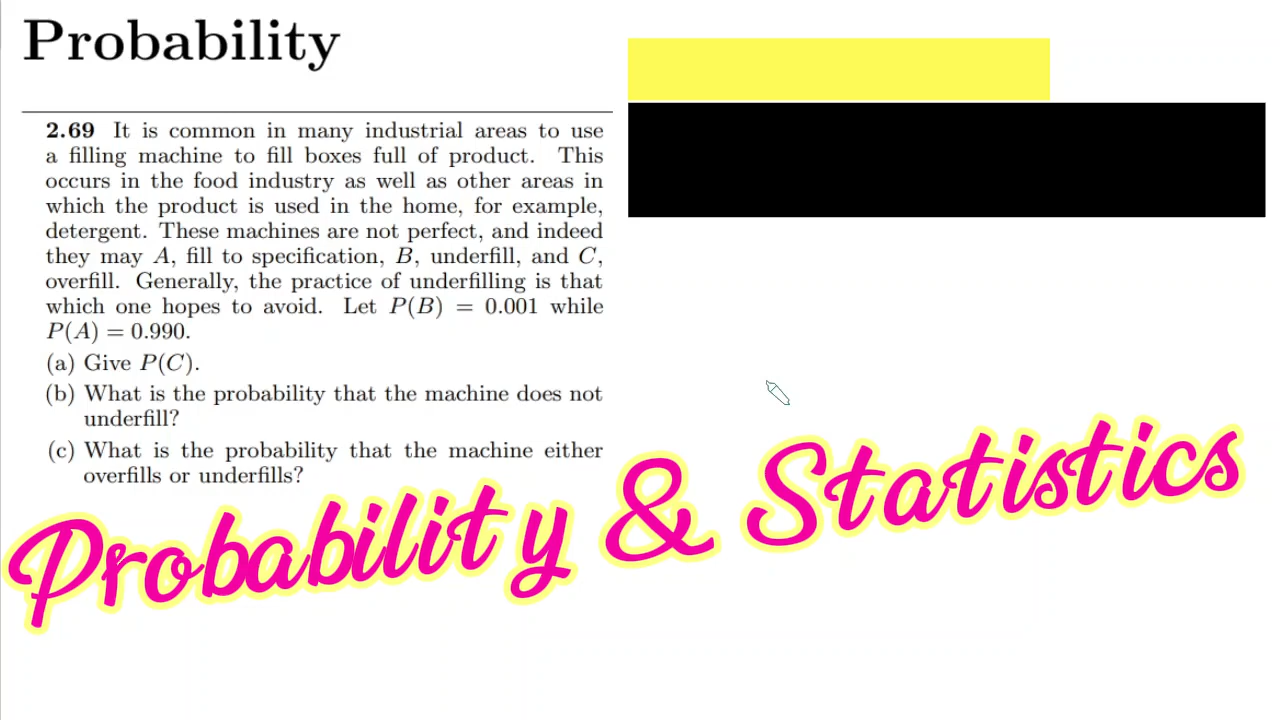 Probability
2.69 It is common in many industrial areas to use
a filling machine to fill boxes full of product. This
occurs in the food industry as well as other areas in
which the product is used in the home, for example,
detergent. These machines are not perfect, and indeed
they may A, fill to specification, B, underfill, and C,
overfill. Generally, the practice of underfilling is that
which one hopes to avoid. Let P(B) = 0.001 while
P(A) = 0.990.
(a) Give P(C).
(b) What is the probability that the machine does not
underfill?
(c) What is the probability that the machine either
overfills or underfills?
Probability & Statistics